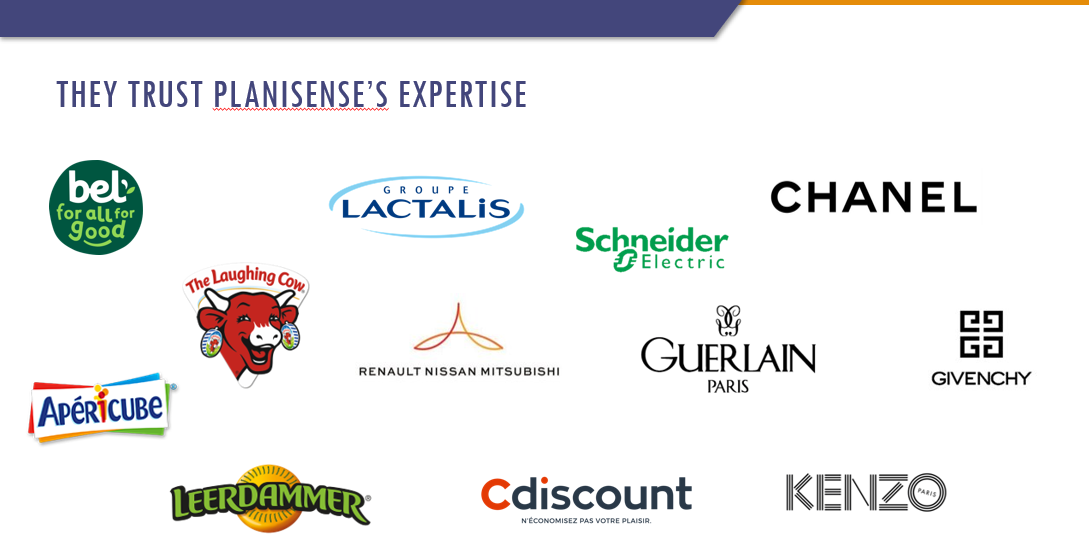 THEY TRUST PLANISENSE’S EXPERTISE
bel
for all for
good
GROUPE
LACTALiS
CHANEL
Schneider
Electric
The Laughing Cow®
RENAULT NISSAN MITSUBISHI
GUERLAIN
PARIS
GIVENCHY
APÉRiCUBE®
LEERDAMMER®
Cdiscount
N'ÉCONOMISEZ PAS VOTRE PLAISIR.
KENZO
PARIS